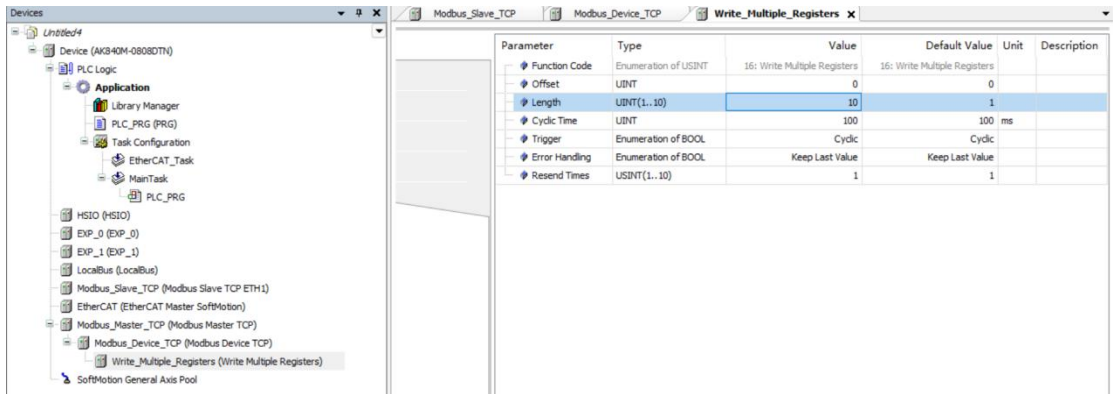 Devices
Untitled4
Device (AK840M-0808DTN)
PLC Logic
Application
Library Manager
PLC_PRG (PRG)
Task Configuration
EtherCAT_Task
MainTask
PLC_PRG
HSIO (HSIO)
EXP_0 (EXP_0)
EXP_1 (EXP_1)
LocalBus (LocalBus)
Modbus_Slave_TCP (Modbus Slave TCP ETH1)
EtherCAT (EtherCAT Master SoftMotion)
Modbus_Master_TCP (Modbus Master TCP)
Modbus_Device_TCP (Modbus Device TCP)
Write_Multiple_Registers (Write Multiple Registers)
SoftMotion General Axis Pool
Modbus_Slave_TCP Modbus_Device_TCP Write_Multiple_Registers
Parameter Type Value Default Value Unit Description
Function Code Enumeration of USINT 16: Write Multiple Registers 16: Write Multiple Registers
Offset UINT 0 0
Length UINT(1..10) 10 1
Cyclic Time UINT 100 100 ms
Trigger Enumeration of BOOL Cyclic Cyclic
Error Handling Enumeration of BOOL Keep Last Value Keep Last Value
Resend Times USINT(1..10) 1 1